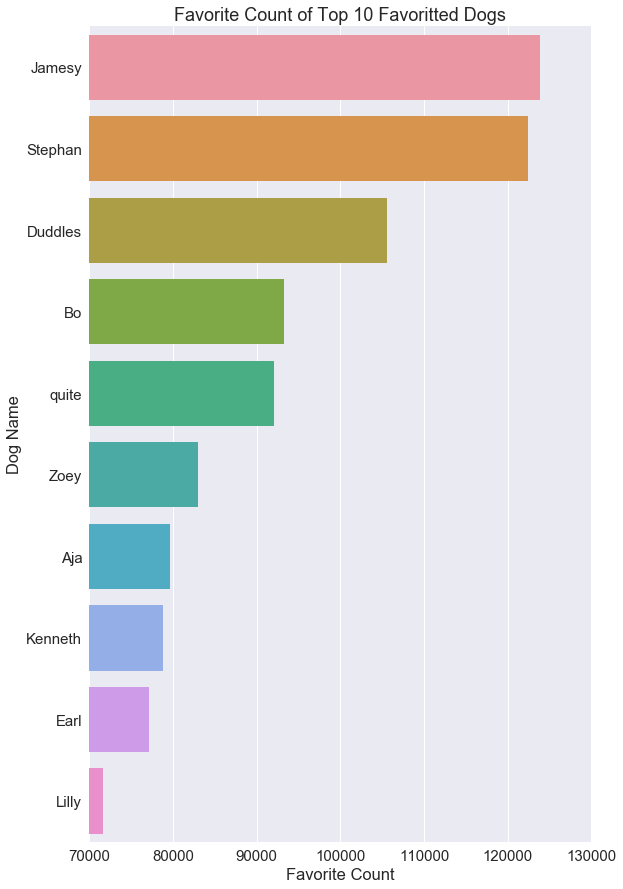 Favorite Count of Top 10 Favoritted Dogs
Jamesy
Stephan
Duddles
Bo
quite
Zoey
Aja
Kenneth
Earl
Lilly
Dog Name
70000 80000 90000 100000 110000 120000 130000
Favorite Count